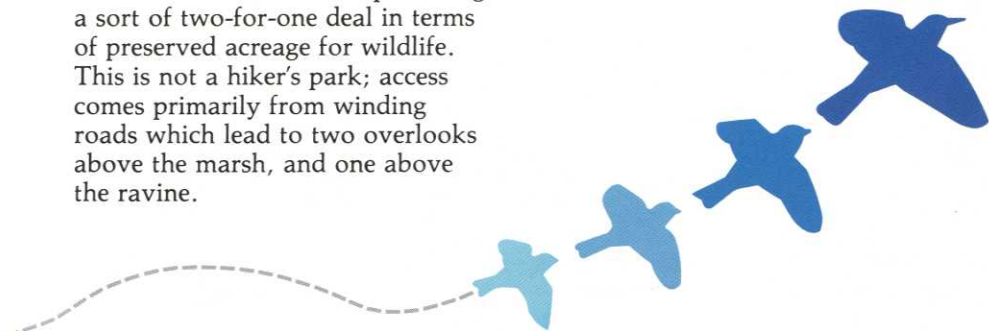 a sort of two-for-one deal in terms
of preserved acreage for wildlife.
This is not a hiker's park; access
comes primarily from winding
roads which lead to two overlooks
above the marsh, and one above
the ravine.